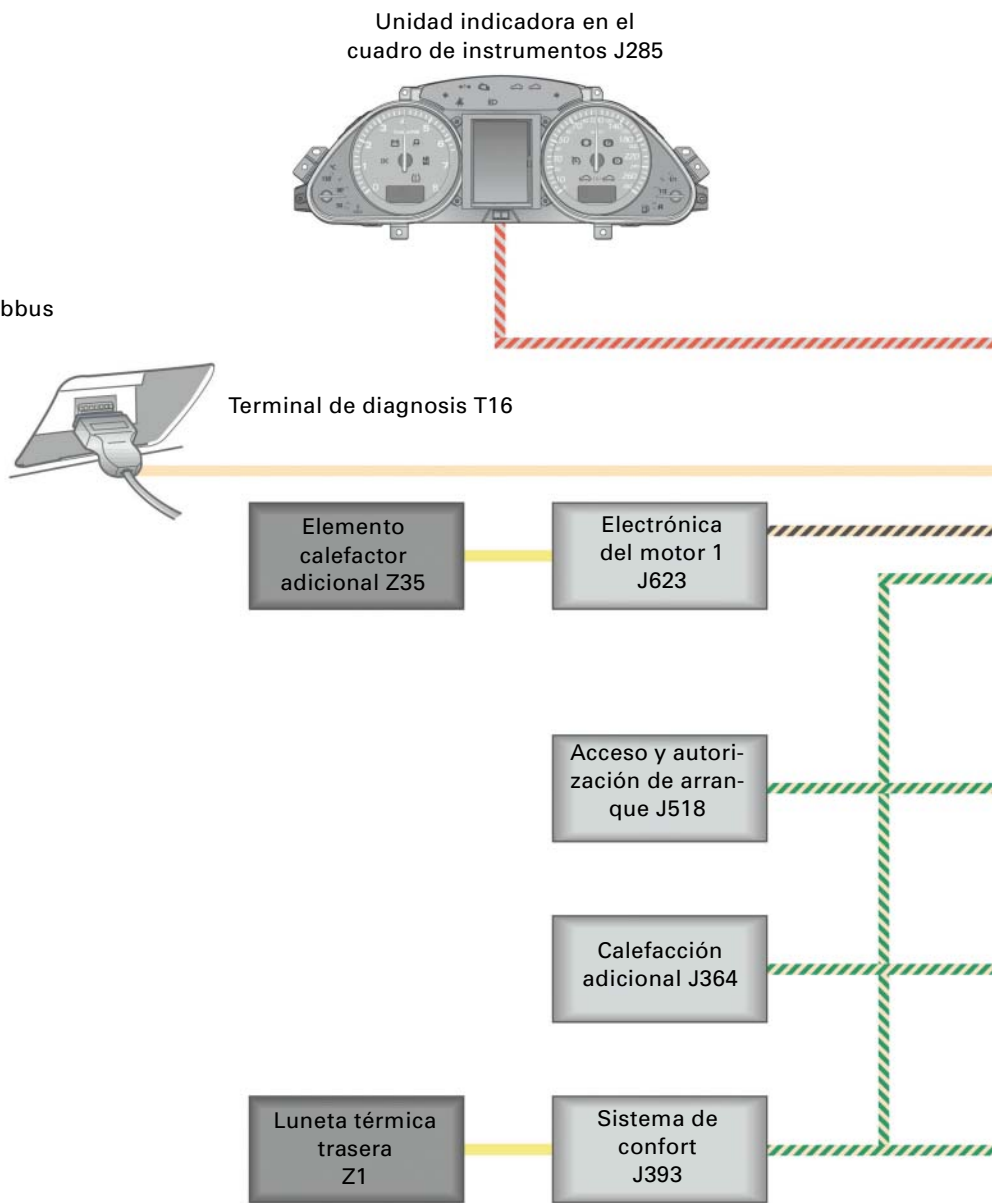 Unidad indicadora en el
cuadro de instrumentos J285
bbus
Terminal de diagnosis T16
Elemento
calefactor
adicional Z35
Electrónica
del motor 1
J623
Acceso y autori-
zación de arran-
que J518
Calefacción
adicional J364
Luneta térmica
trasera
Z1
Sistema de
confort
J393